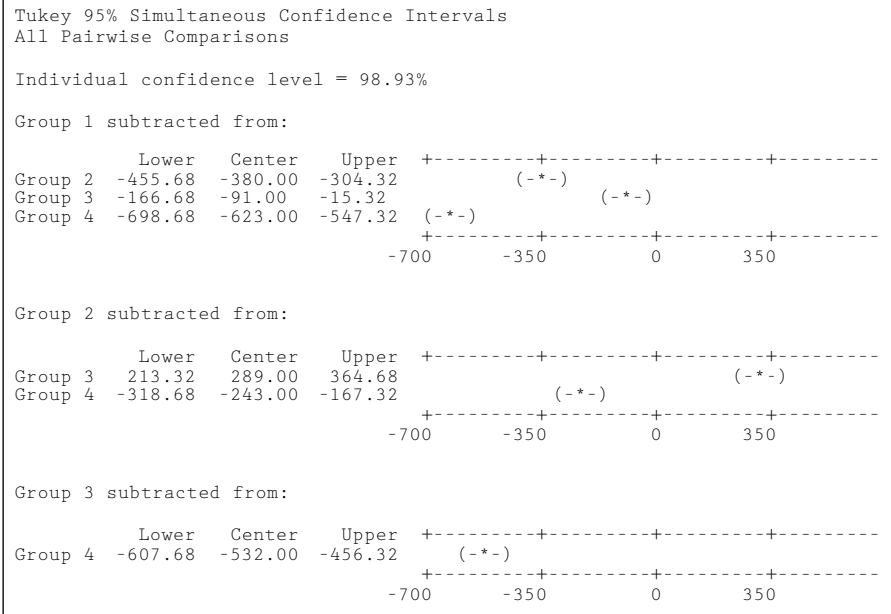 Tukey 95% Simultaneous Confidence Intervals
All Pairwise Comparisons
Individual confidence level = 98.93%
Group 1 subtracted from:
         Lower   Center    Upper  +---------+---------+---------+---------
Group 2 -455.68 -380.00 -304.32          (-*-)
Group 3 -166.68  -91.00  -15.32                  (-*-)
Group 4 -698.68 -623.00 -547.32  (-*-)
                                 +---------+---------+---------+---------
                              -700      -350         0       350
Group 2 subtracted from:
         Lower   Center    Upper  +---------+---------+---------+---------
Group 3  213.32  289.00  364.68                              (-*-)
Group 4 -318.68 -243.00 -167.32             (-*-)
                                 +---------+---------+---------+---------
                              -700      -350         0       350
Group 3 subtracted from:
         Lower   Center    Upper  +---------+---------+---------+---------
Group 4 -607.68 -532.00 -456.32     (-*-)
                                 +---------+---------+---------+---------
                              -700      -350         0       350